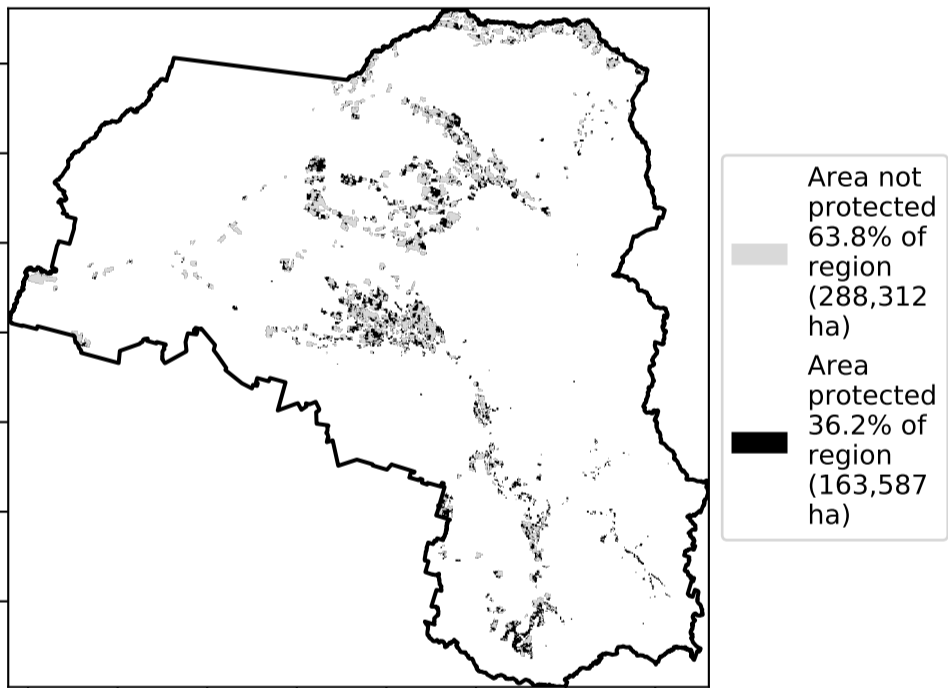 Area not
protected
63.8% of
region
(288,312
ha)
Area
protected
36.2% of
region
(163,587
ha)